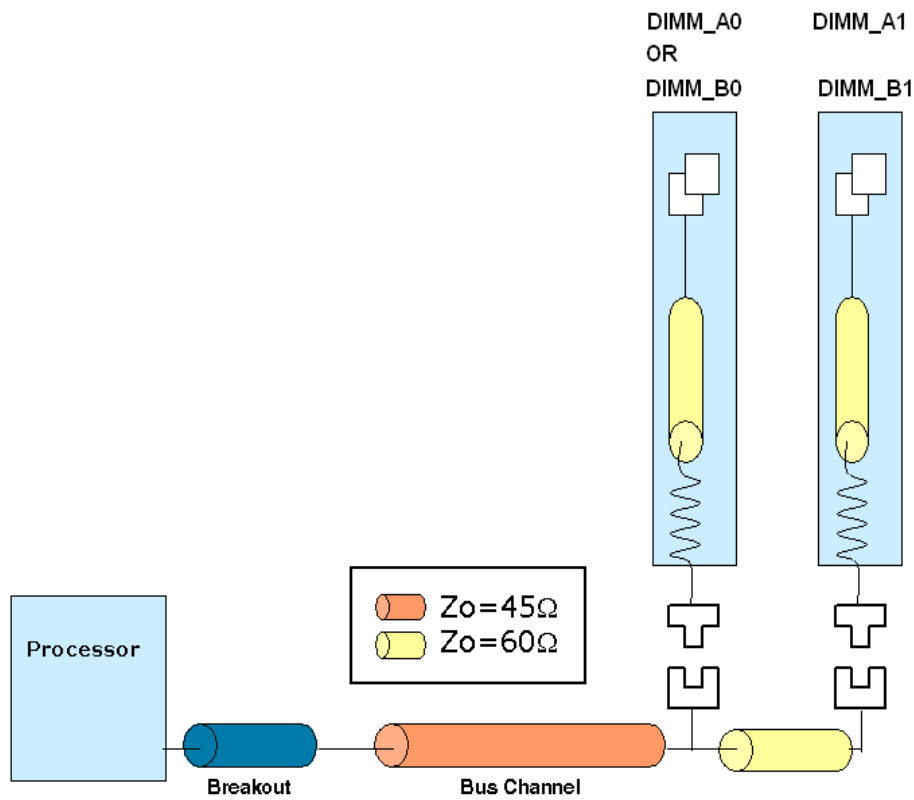 DIMM_A0 DIMM_A1
OR
DIMM_B0 DIMM_B1
Zo=45Ω
Zo=60Ω
Processor
Breakout Bus Channel